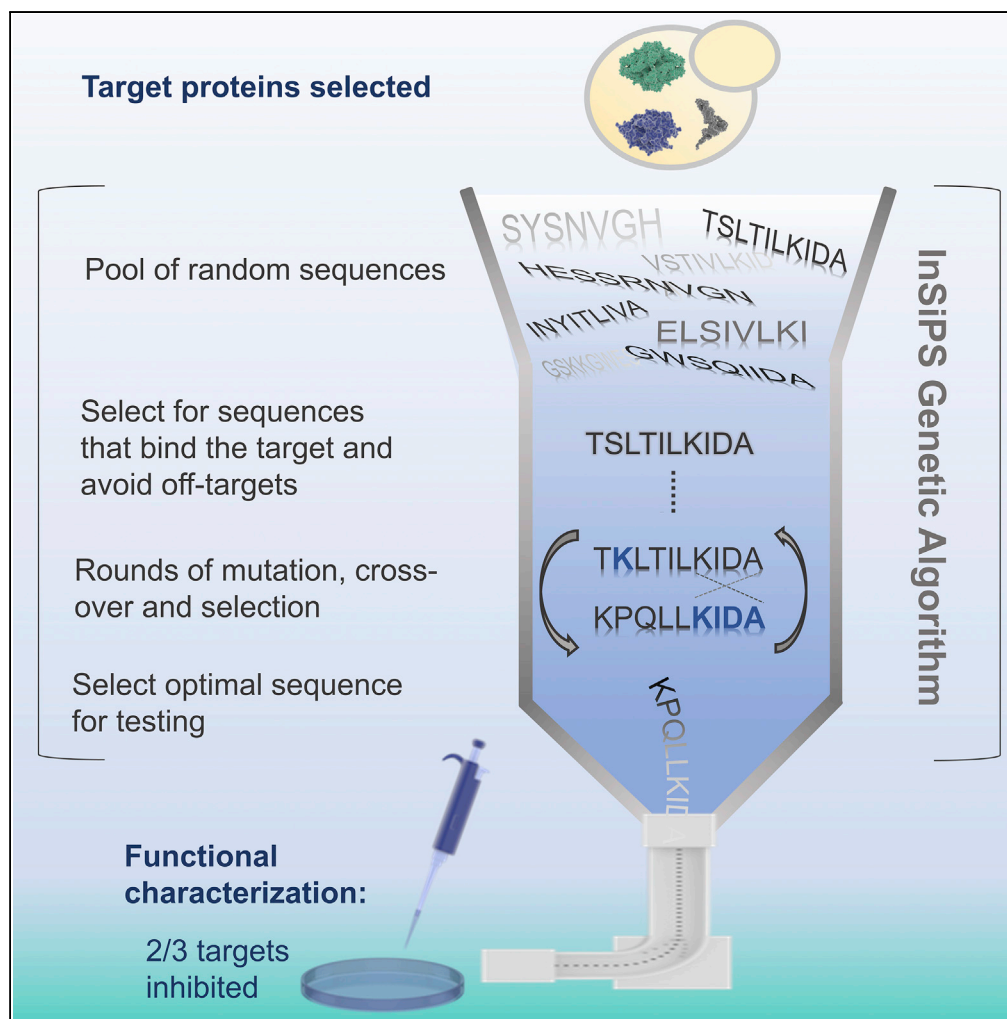 Target proteins selected
Pool of random sequences
SYSNVGH
TSLTILKIDA
VSTIVLKID
HESSRNVGN
INYITLIVA
ELSIVLKI
GWSQIIDA
InSiPS Genetic Algorithm
Select for sequences
that bind the target and
avoid off-targets
TSLTILKIDA
Rounds of mutation, cross-
over and selection
TKLTILKIDA
KPQLLKIDA
Select optimal sequence
for testing
KPQLLKIDA
Functional
characterization:
2/3 targets
inhibited